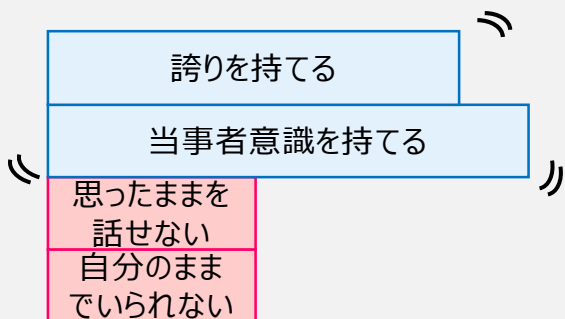 誇りを持てる
当事者意識を持てる
思ったままを
話せない
自分のまま
でいられない